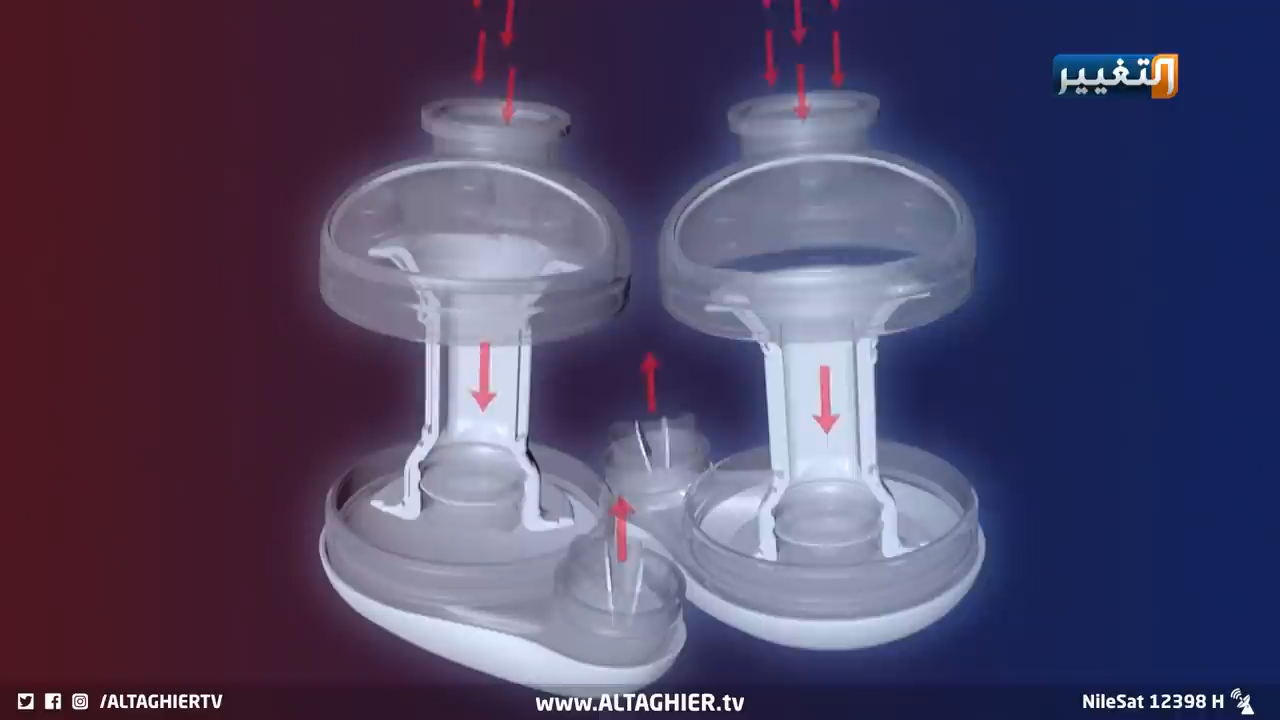 التغيير
/ALTAGHIERTV
www.ALTAGHIER.tv
NileSat 12398 H